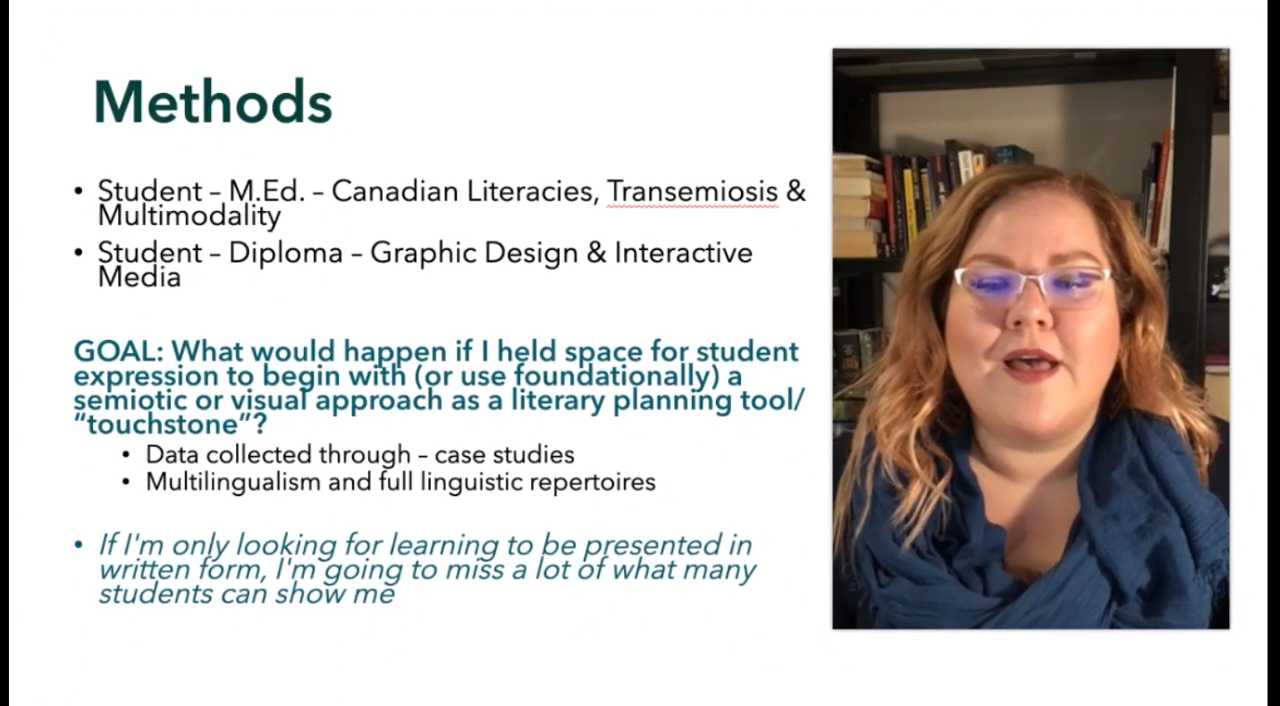 Methods
• Student – M.Ed. – Canadian Literacies, Transemiosis &
Multimodality
• Student – Diploma – Graphic Design & Interactive
Media
GOAL: What would happen if I held space for student
expression to begin with (or use foundationally) a
semiotic or visual approach as a literary planning tool/
“touchstone”?
• Data collected through – case studies
• Multilingualism and full linguistic repertoires
• If I'm only looking for learning to be presented in
written form, I'm going to miss a lot of what many
students can show me